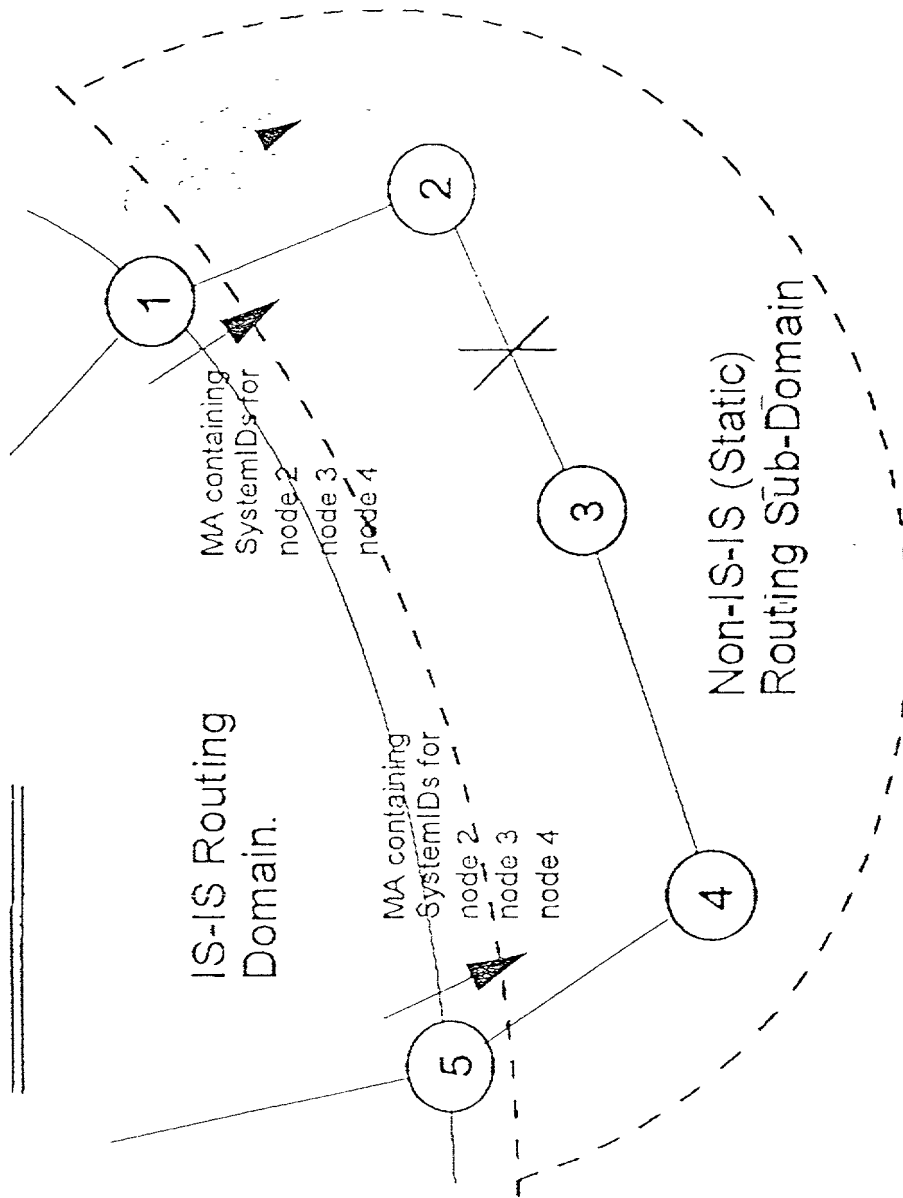 IS-IS Routing
Domain.
MA containing
SystemIDs for
node 2
node 3
node 4
MA containing
SystemIDs for
node 2
node 3
node 4
1
2
3
4
5
Non-IS-IS (Static)
Routing Sub-Domain